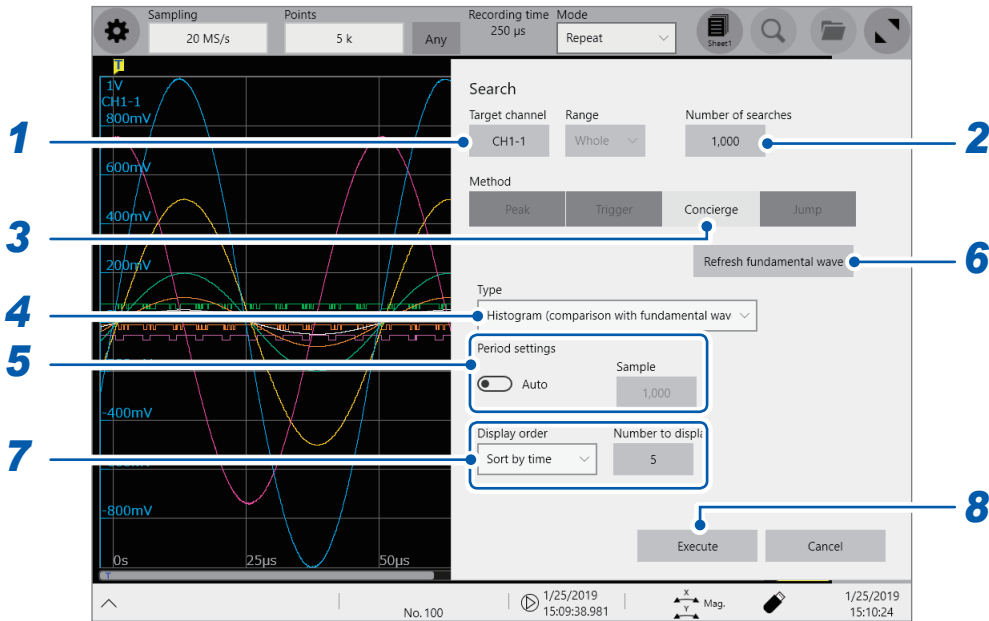 Sampling
Points
Recording time
Mode
20 MS/s
5 k
Any
250 µs
Repeat
Sheet1
T
1V
CH1-1
800mV
600mV
400mV
200mV
-400mV
-800mV
0s
25µs
50µs
T
Search
Target channel
Range
Number of searches
CH1-1
Whole
1,000
1
2
Method
Peak
Trigger
Concierge
Jump
3
Refresh fundamental wave
6
Type
Histogram (comparison with fundamental wav
4
Period settings
Sample
5
Auto
1,000
Display order
Number to displa
7
Sort by time
5
8
Execute
Cancel
No. 100
1/25/2019
15:09:38.981
X
Y
Mag.
1/25/2019
15:10:24